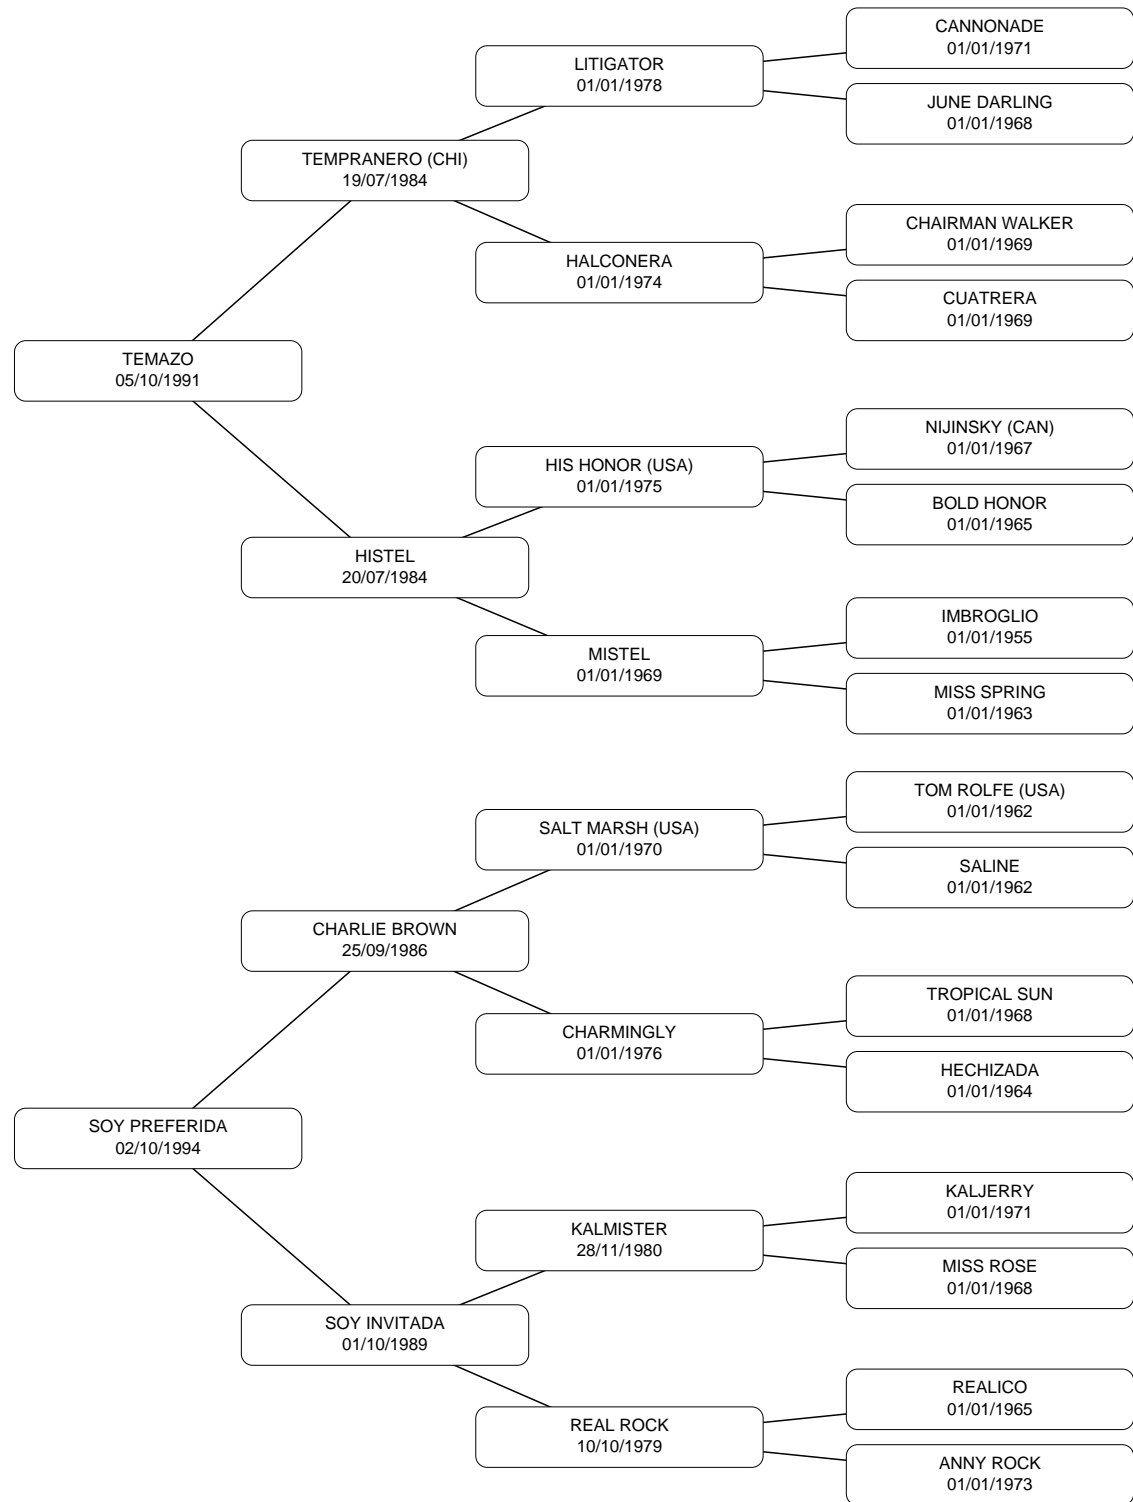 CANNONADE
01/01/1971
LITIGATOR
01/01/1978
JUNE DARLING
01/01/1968
TEMPRANERO (CHI)
19/07/1984
CHAIRMAN WALKER
01/01/1969
HALCONERA
01/01/1974
CUATRERA
01/01/1969
TEMAZO
05/10/1991
NIJINSKY (CAN)
01/01/1967
HIS HONOR (USA)
01/01/1975
BOLD HONOR
01/01/1965
HISTEL
20/07/1984
IMBROGLIO
01/01/1955
MISTEL
01/01/1969
MISS SPRING
01/01/1963
TOM ROLFE (USA)
01/01/1962
SALT MARSH (USA)
01/01/1970
SALINE
01/01/1962
CHARLIE BROWN
25/09/1986
TROPICAL SUN
01/01/1968
CHARMINGLY
01/01/1976
HECHIZADA
01/01/1964
SOY PREFERIDA
02/10/1994
KALJERRY
01/01/1971
KALMISTER
28/11/1980
MISS ROSE
01/01/1968
SOY INVITADA
01/10/1989
REALICO
01/01/1965
REAL ROCK
10/10/1979
ANNY ROCK
01/01/1973